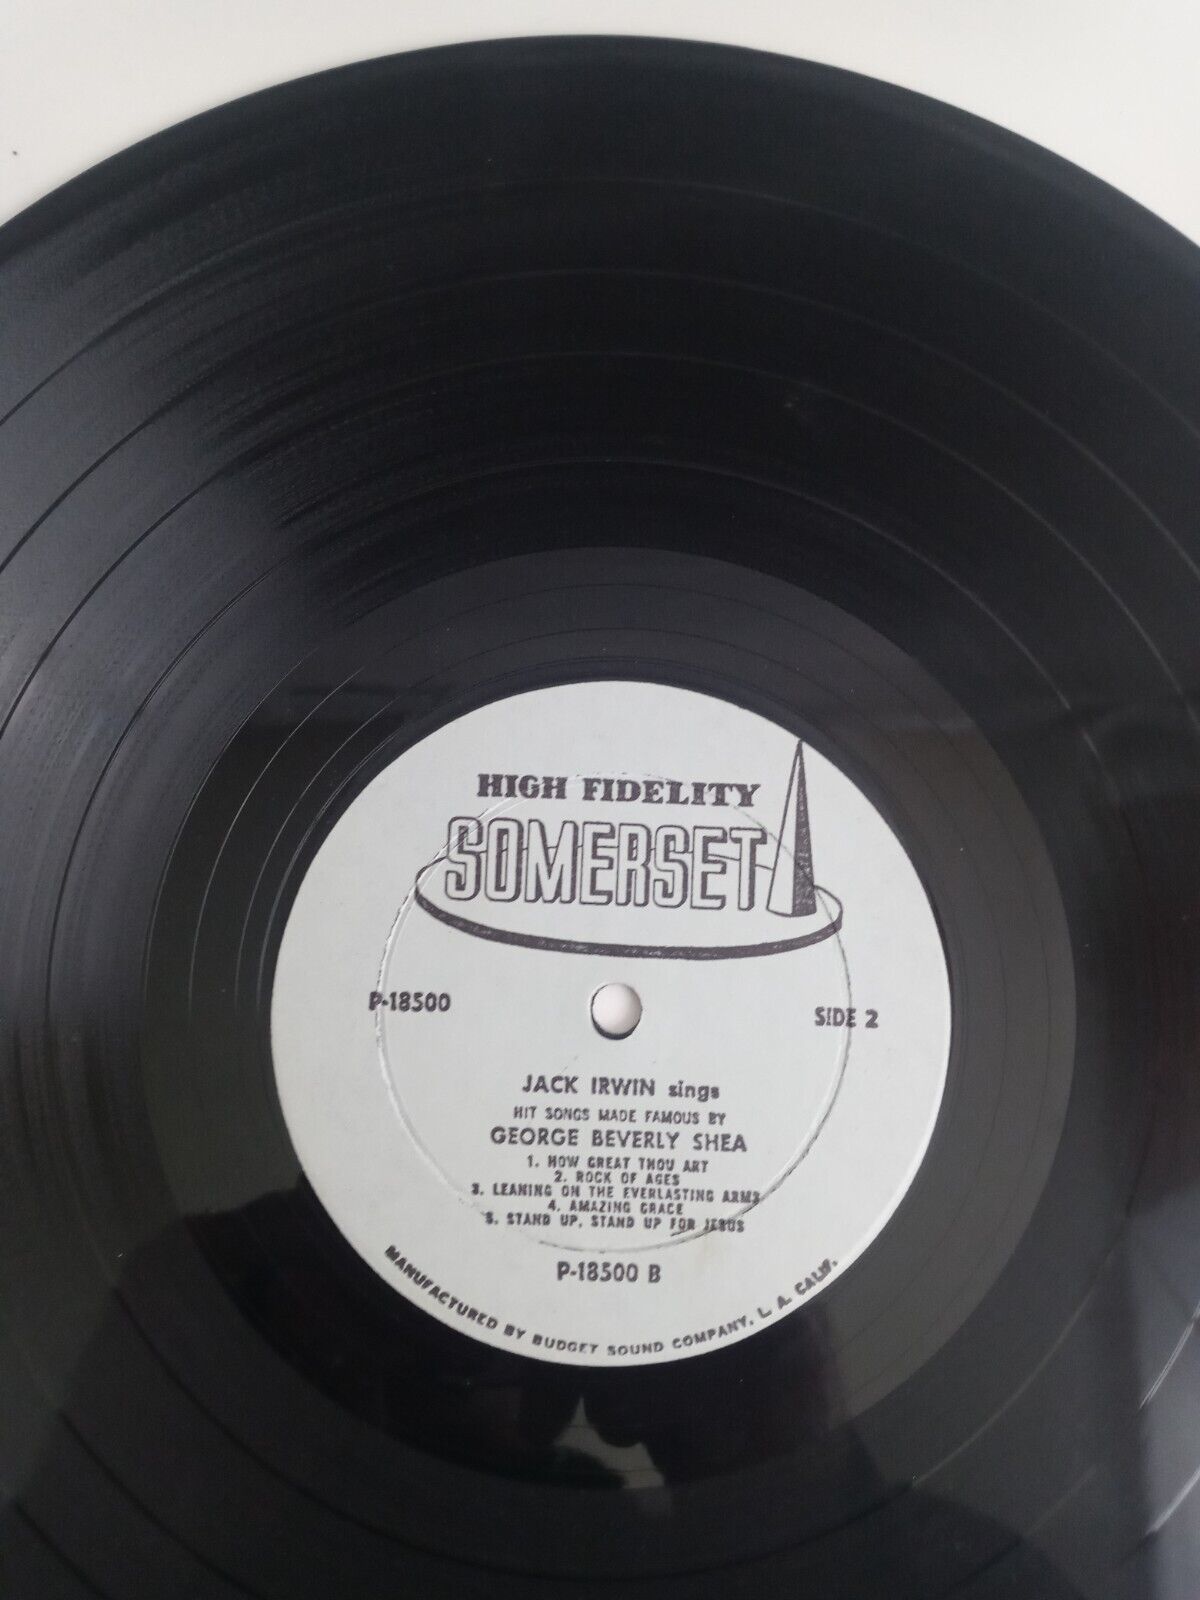 HIGH FIDELITY
SOMERSET
P-18500
SIDE 2
JACK IRWIN sings
HIT SONGS MADE FAMOUS BY
GEORGE BEVERLY SHEA
1. HOW GREAT THOU ART
2. ROCK OF AGES
3. LEANING ON THE EVERLASTING ARMS
4. AMAZING GRACE
5. STAND UP, STAND UP FOR JESUS
P-18500 B
MANUFACTURED BY BUDGET SOUND COMPANY, L. A. CALIF.